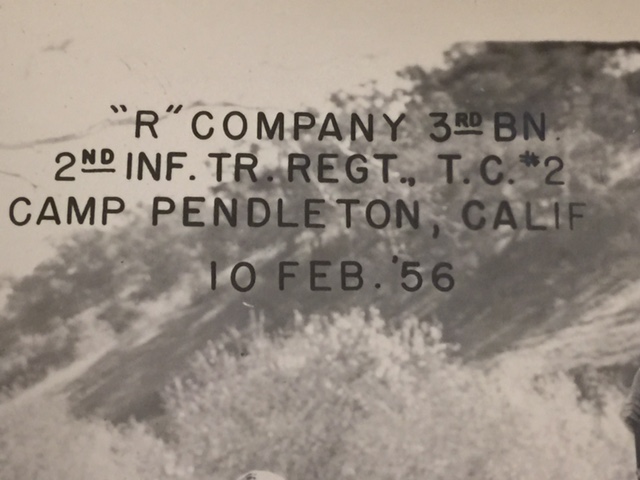 "R" COMPANY 3RD BN.
2ND INF. TR. REGT., T.C. #2
CAMP PENDLETON, CALIF
10 FEB. '56